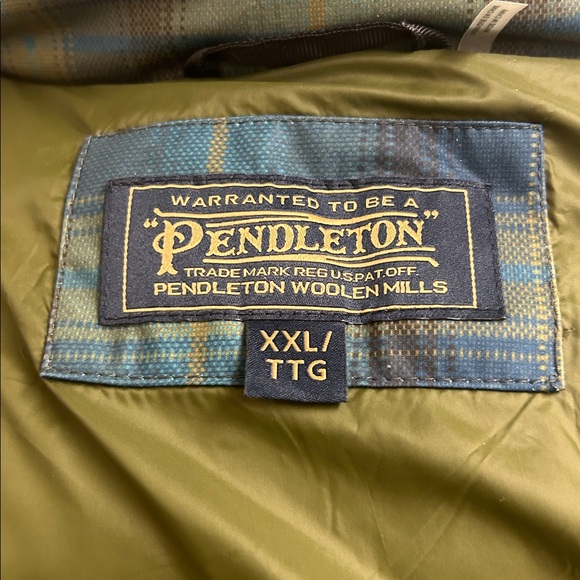 WARRANTED TO BE A
"PENDLETON"
TRADE MARK REG U.S.PAT.OFF.
PENDLETON WOOLEN MILLS
XXL/
TTG